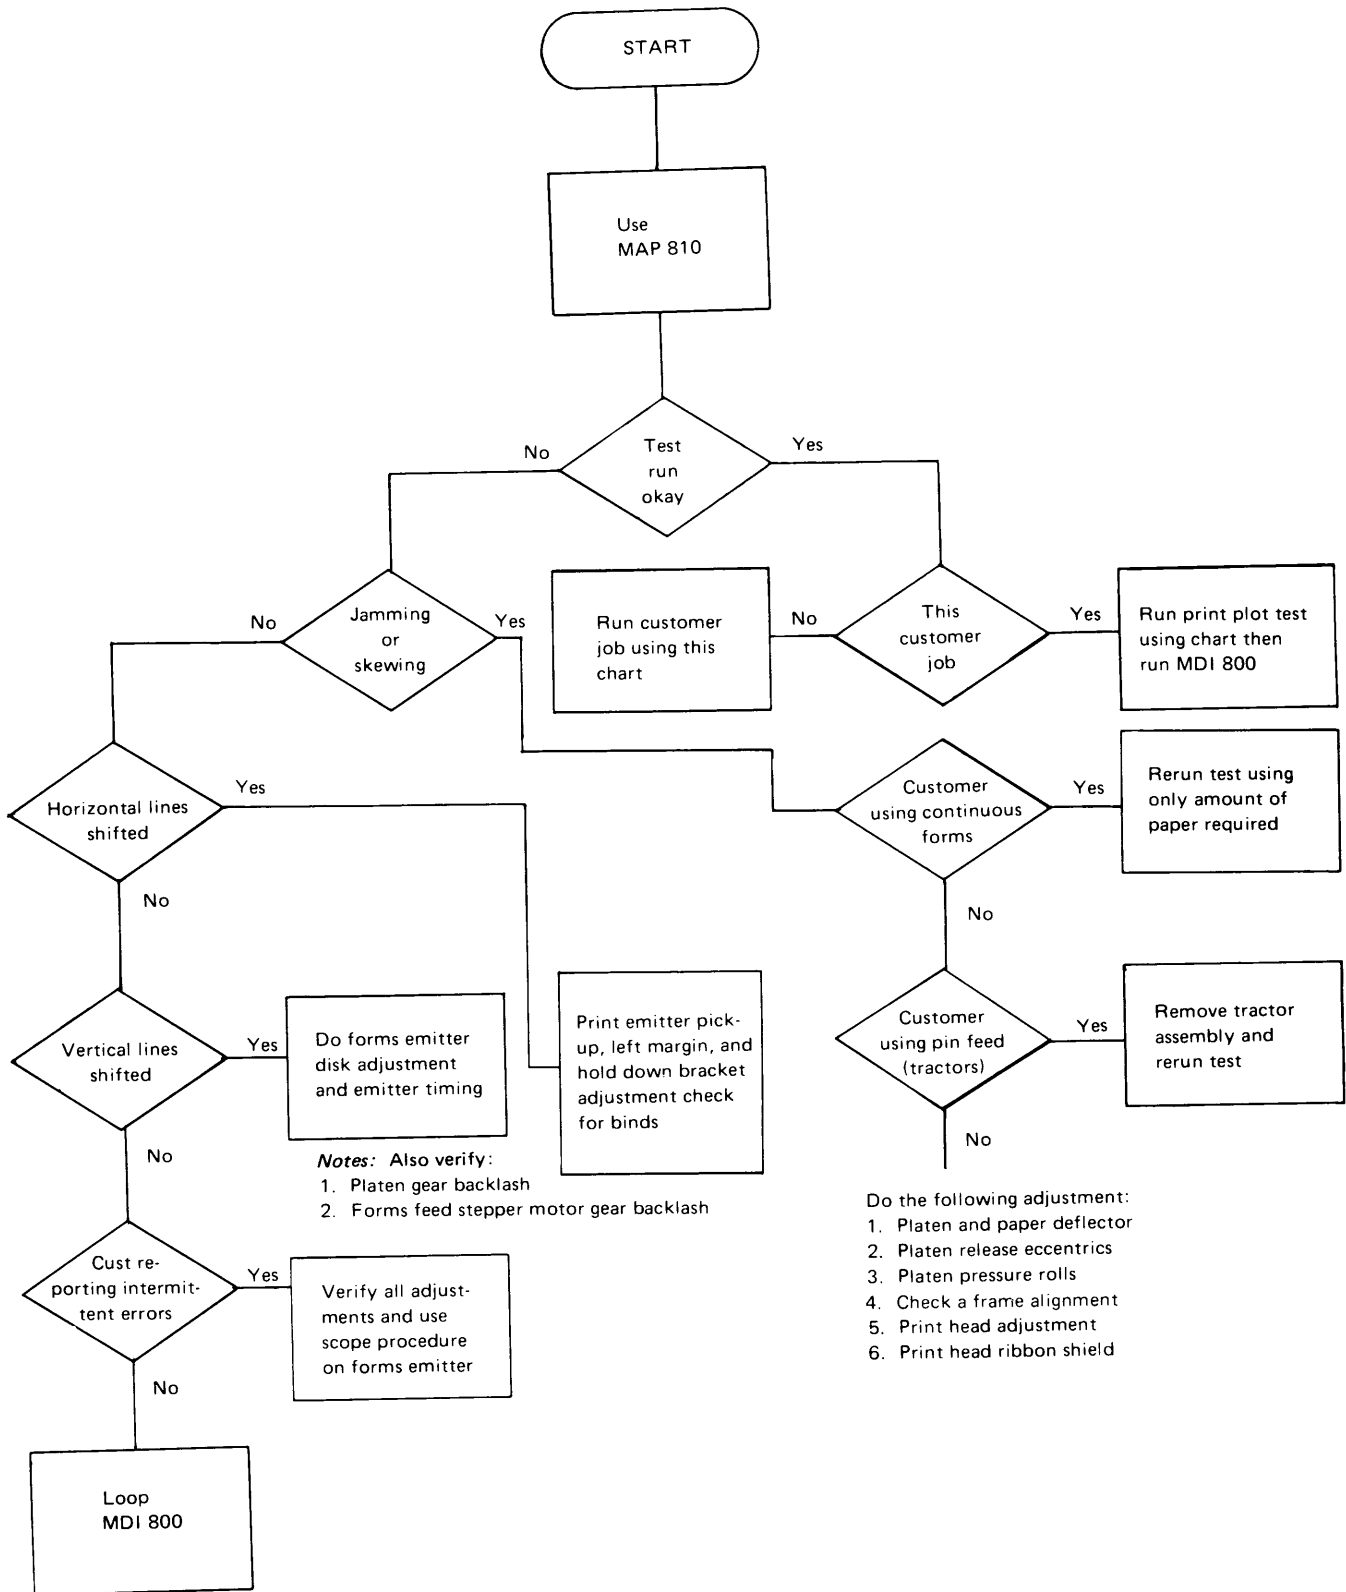 START
Use
MAP 810
Test
run
okay
No
Yes
Jamming
or
skewing
No
Yes
Run customer
job using this
chart
No
This
customer
job
Yes
Run print plot test
using chart then
run MDI 800
Horizontal lines
shifted
Yes
No
Customer
using continuous
forms
Yes
Rerun test using
only amount of
paper required
No
Vertical lines
shifted
Yes
Do forms emitter
disk adjustment
and emitter timing
No
Print emitter pick-
up, left margin, and
hold down bracket
adjustment check
for binds
Customer
using pin feed
(tractors)
Yes
Remove tractor
assembly and
rerun test
No
Notes: Also verify:
1. Platen gear backlash
2. Forms feed stepper motor gear backlash
Do the following adjustment:
1. Platen and paper deflector
2. Platen release eccentrics
3. Platen pressure rolls
4. Check a frame alignment
5. Print head adjustment
6. Print head ribbon shield
Cust re-
porting intermit-
tent errors
Yes
Verify all adjust-
ments and use
scope procedure
on forms emitter
No
Loop
MDI 800